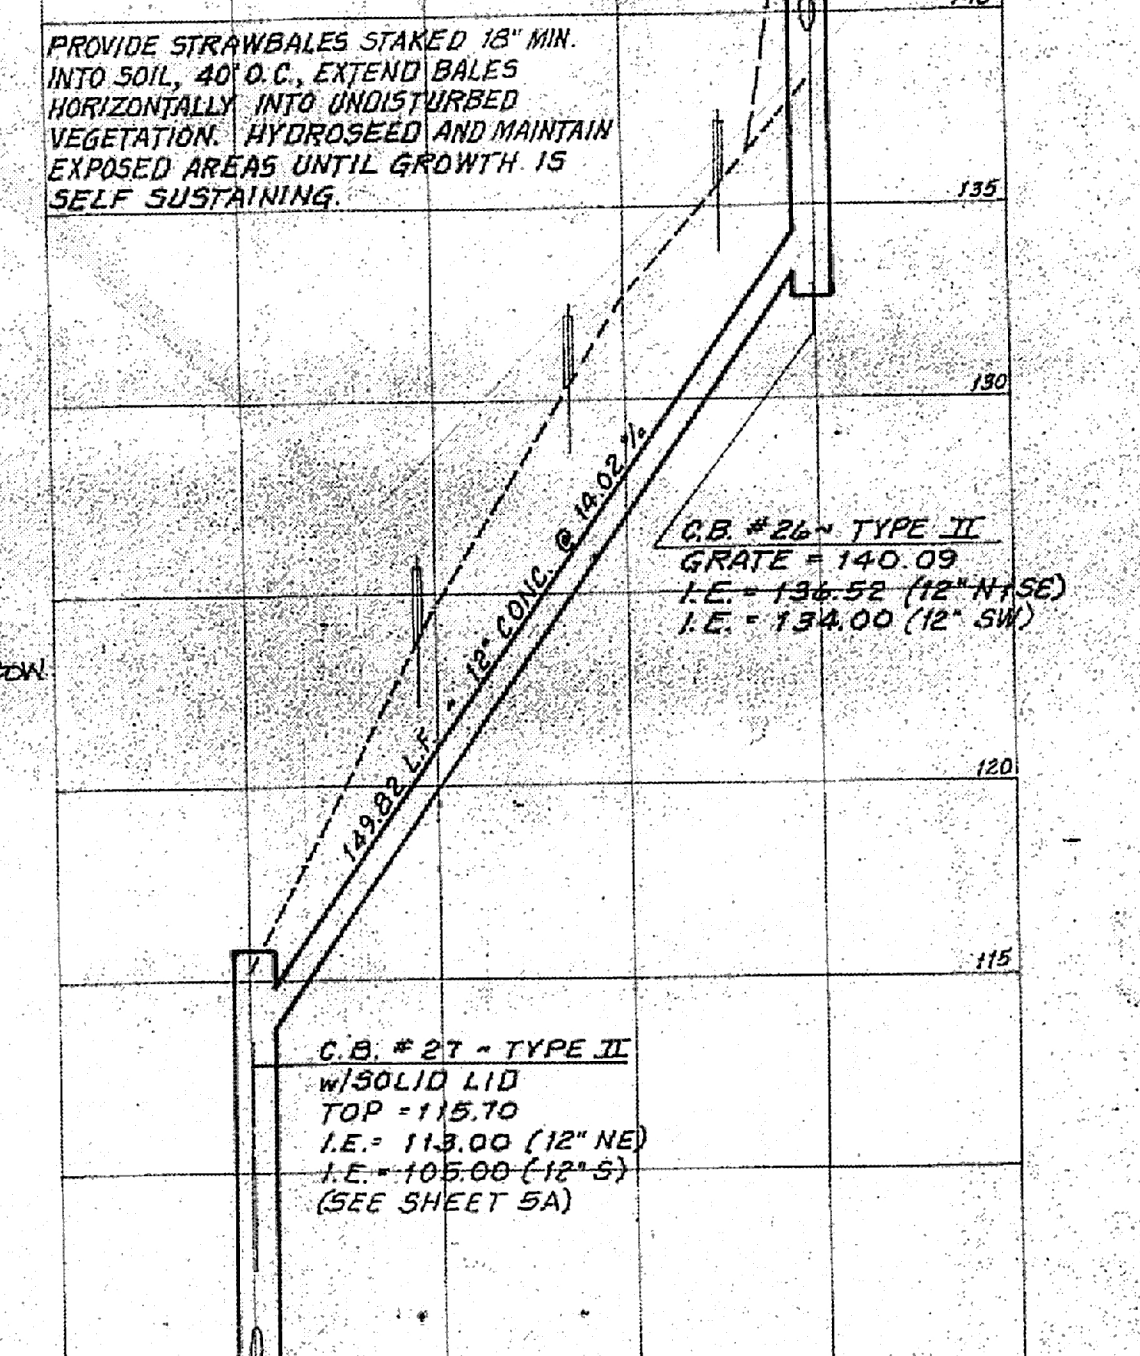 PROVIDE STRAWBALES STAKED 18" MIN.
INTO SOIL, 40' O.C., EXTEND BALES
HORIZONTALLY INTO UNDISTURBED
VEGETATION. HYDROSEED AND MAINTAIN
EXPOSED AREAS UNTIL GROWTH IS
SELF SUSTAINING.
135
130
149.82 L.F. - 12" CONC. @ 14.02 %
C.B. #26 ~ TYPE II
GRATE = 140.09
I.E. = 136.52 (12" N+SE)
I.E. = 134.00 (12" SW)
120
115
C.B. #27 ~ TYPE II
w/SOLID LID
TOP = 115.70
I.E. = 113.00 (12" NE)
I.E. = 105.00 (12" S)
(SEE SHEET 5A)